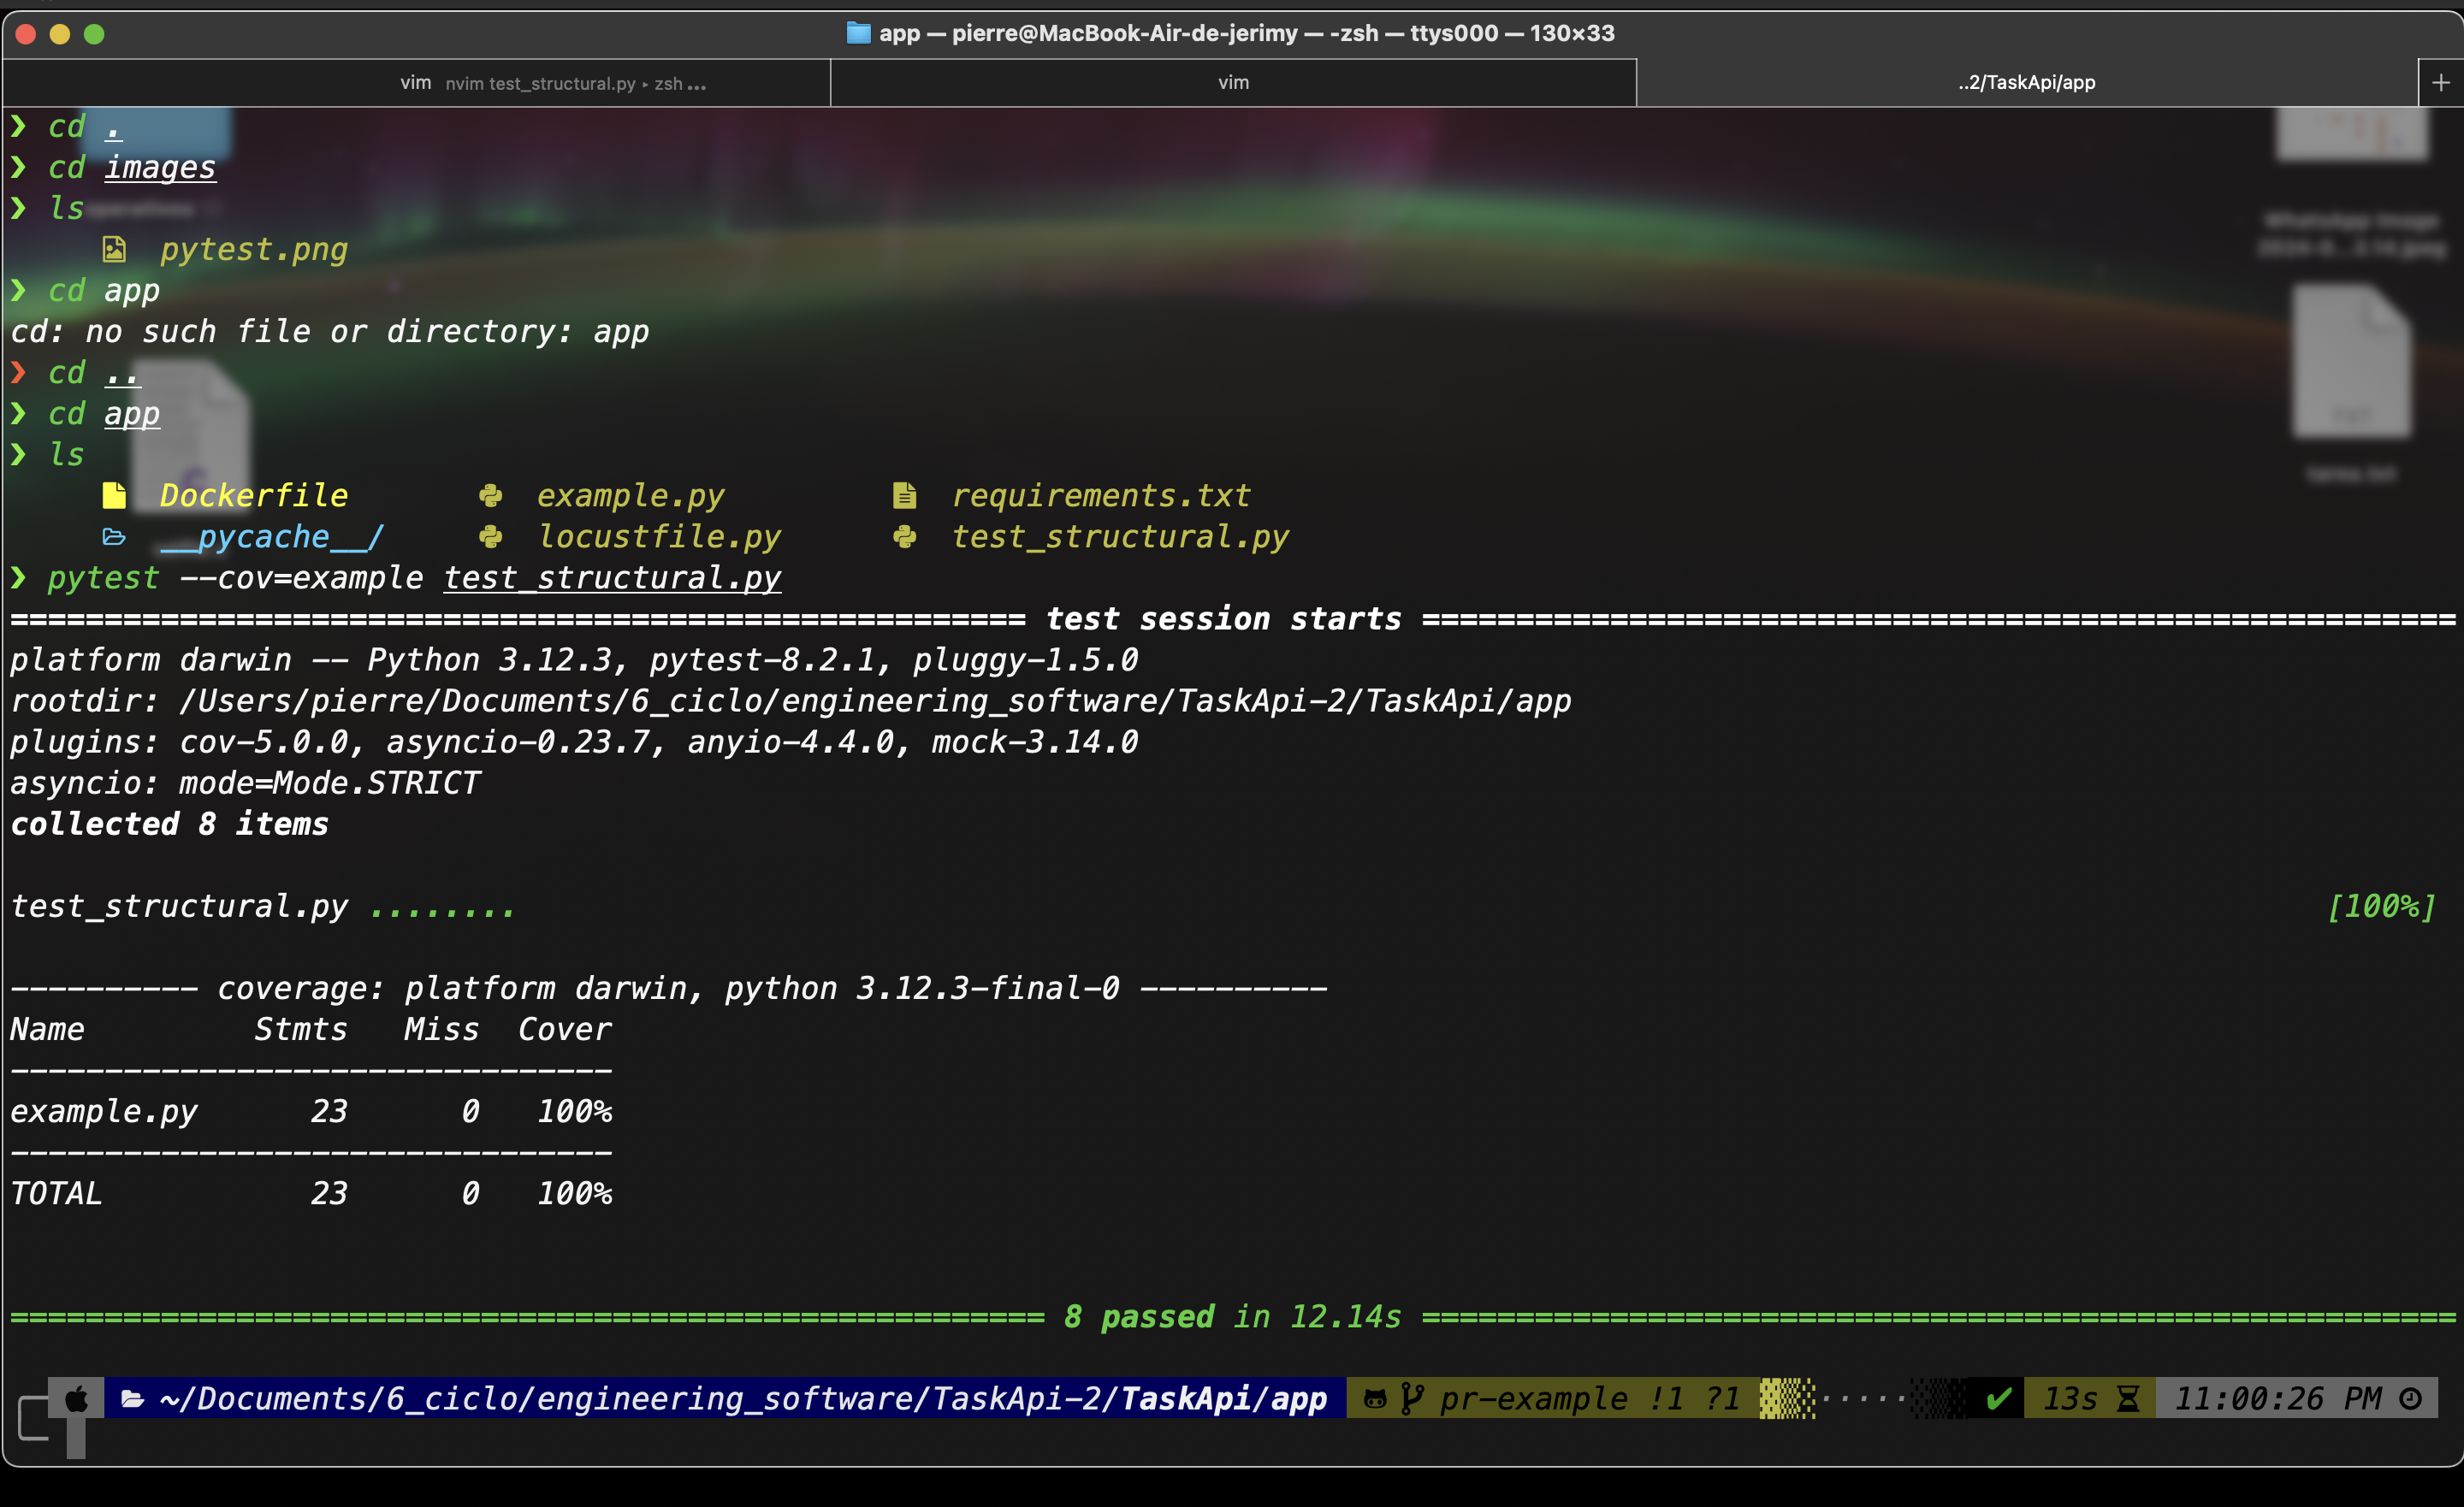 app — pierre@MacBook-Air-de-jerimy — -zsh — ttys000 — 130×33
vim nvim test_structural.py ▸ zsh ... vim ..2/TaskApi/app +
❯ cd .
❯ cd images
❯ ls
pytest.png
❯ cd app
cd: no such file or directory: app
❯ cd ..
❯ cd app
❯ ls
Dockerfile example.py requirements.txt
__pycache__/ locustfile.py test_structural.py
❯ pytest --cov=example test_structural.py
====================================================== test session starts =======================================================
platform darwin -- Python 3.12.3, pytest-8.2.1, pluggy-1.5.0
rootdir: /Users/pierre/Documents/6_ciclo/engineering_software/TaskApi-2/TaskApi/app
plugins: cov-5.0.0, asyncio-0.23.7, anyio-4.4.0, mock-3.14.0
asyncio: mode=Mode.STRICT
collected 8 items
test_structural.py ........ [100%]
---------- coverage: platform darwin, python 3.12.3-final-0 ----------
Name Stmts Miss Cover
--------------------------------
example.py 23 0 100%
--------------------------------
TOTAL 23 0 100%
======================================================= 8 passed in 12.14s =======================================================
~/Documents/6_ciclo/engineering_software/TaskApi-2/TaskApi/app pr-example !1 ?1 ····· ✔ 13s 11:00:26 PM
WhatsApp Image
TXT
tarea.txt